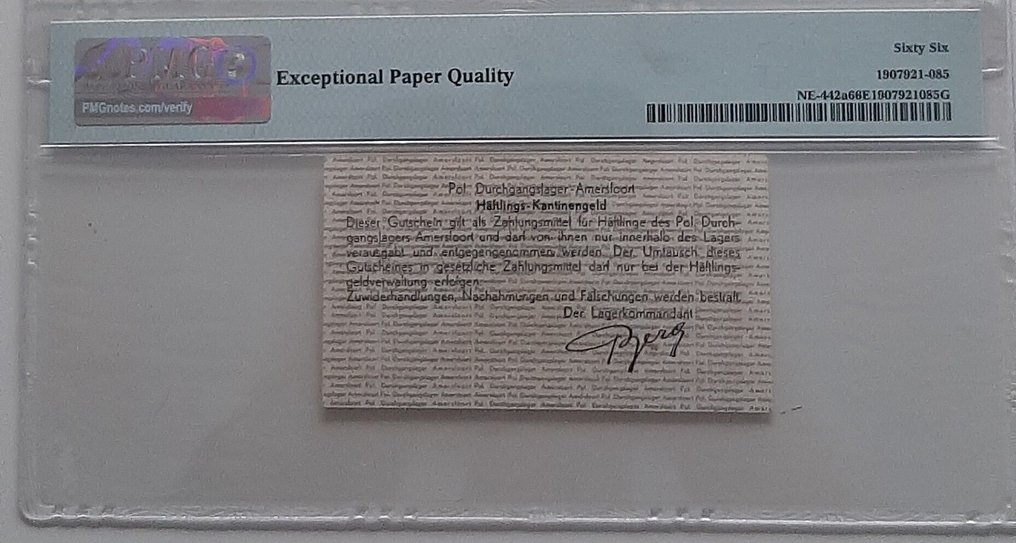 PMG
PMGnotes.com/verify
Exceptional Paper Quality
Sixty Six
1907921-085
NE-442a66E1907921085G
Pol. Durchgangslager-Amersfoort
Häftlings-Kantinengeld
Dieser Gutschein gilt als Zahlungsmittel für Häftlinge des Pol. Durch-
gangslagers Amersfoort und darf von ihnen nur innerhalb des Lagers
verausgabt und entgegengenommen werden. Der Umtausch dieses
Gutscheines in gesetzliche Zahlungsmittel darf nur bei der Häftlings-
geldverwaltung erfolgen.
Zuwiderhandlungen, Nachahmungen und Fälschungen werden bestraft.
Der Lagerkommandant
Berg